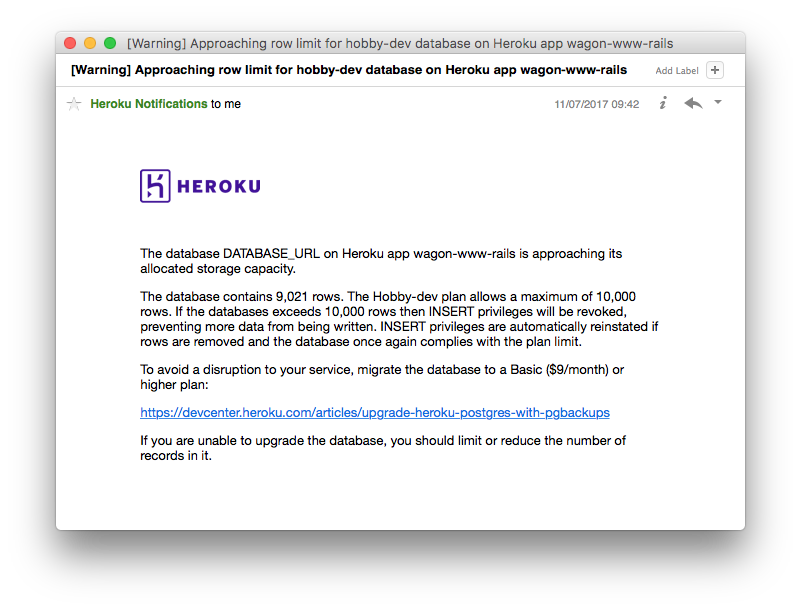 [Warning] Approaching row limit for hobby-dev database on Heroku app wagon-www-rails
[Warning] Approaching row limit for hobby-dev database on Heroku app wagon-www-rails Add Label +
Heroku Notifications to me 11/07/2017 09:42 i
HEROKU
The database DATABASE_URL on Heroku app wagon-www-rails is approaching its
allocated storage capacity.
The database contains 9,021 rows. The Hobby-dev plan allows a maximum of 10,000
rows. If the databases exceeds 10,000 rows then INSERT privileges will be revoked,
preventing more data from being written. INSERT privileges are automatically reinstated if
rows are removed and the database once again complies with the plan limit.
To avoid a disruption to your service, migrate the database to a Basic ($9/month) or
higher plan:
https://devcenter.heroku.com/articles/upgrade-heroku-postgres-with-pgbackups
If you are unable to upgrade the database, you should limit or reduce the number of
records in it.